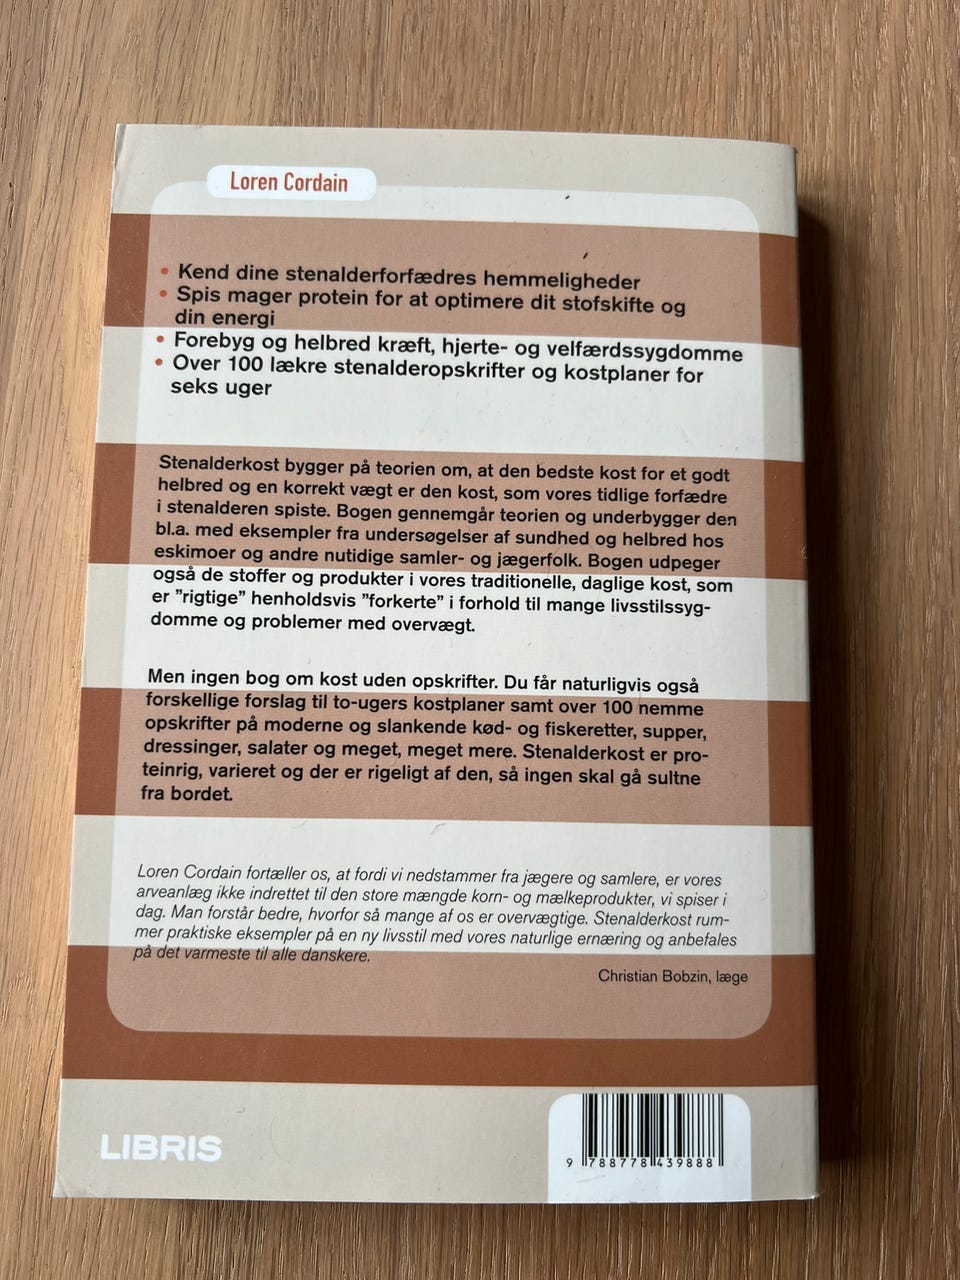 Loren Cordain
• Kend dine stenalderforfædres hemmeligheder
• Spis mager protein for at optimere dit stofskifte og
din energi
• Forebyg og helbred kræft, hjerte- og velfærdssygdomme
• Over 100 lækre stenalderopskrifter og kostplaner for
seks uger
Stenalderkost bygger på teorien om, at den bedste kost for et godt
helbred og en korrekt vægt er den kost, som vores tidlige forfædre
i stenalderen spiste. Bogen gennemgår teorien og underbygger den
bl.a. med eksempler fra undersøgelser af sundhed og helbred hos
eskimoer og andre nutidige samler- og jægerfolk. Bogen udpeger
også de stoffer og produkter i vores traditionelle, daglige kost, som
er ”rigtige” henholdsvis ”forkerte” i forhold til mange livsstilssyg-
domme og problemer med overvægt.
Men ingen bog om kost uden opskrifter. Du får naturligvis også
forskellige forslag til to-ugers kostplaner samt over 100 nemme
opskrifter på moderne og slankende kød- og fiskeretter, supper,
dressinger, salater og meget, meget mere. Stenalderkost er pro-
teinrig, varieret og der er rigeligt af den, så ingen skal gå sultne
fra bordet.
Loren Cordain fortæller os, at fordi vi nedstammer fra jægere og samlere, er vores
arveanlæg ikke indrettet til den store mængde korn- og mælkeprodukter, vi spiser i
dag. Man forstår bedre, hvorfor så mange af os er overvægtige. Stenalderkost rum-
mer praktiske eksempler på en ny livsstil med vores naturlige ernæring og anbefales
på det varmeste til alle danskere.
Christian Bobzin, læge
LIBRIS
9 788778 439888